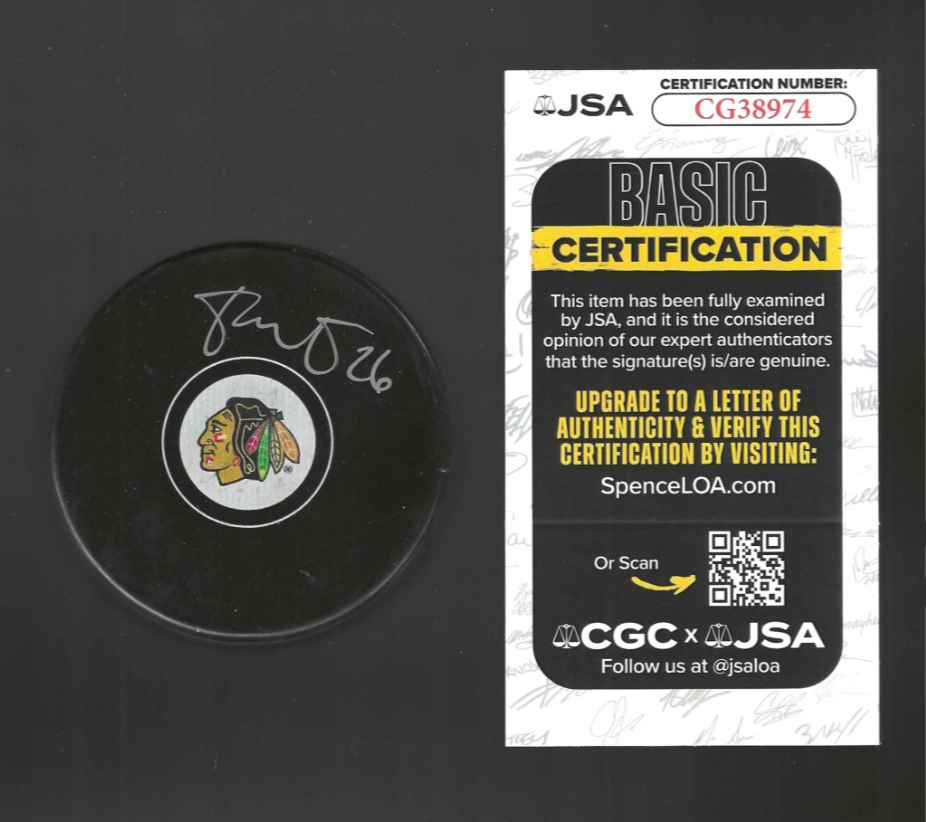 26
JSA
CERTIFICATION NUMBER:
CG38974
BASIC
CERTIFICATION
This item has been fully examined
by JSA, and it is the considered
opinion of our expert authenticators
that the signature(s) is/are genuine.
UPGRADE TO A LETTER OF
AUTHENTICITY & VERIFY THIS
CERTIFICATION BY VISITING:
SpenceLOA.com
Or Scan
CGC x JSA
Follow us at @jsaloa